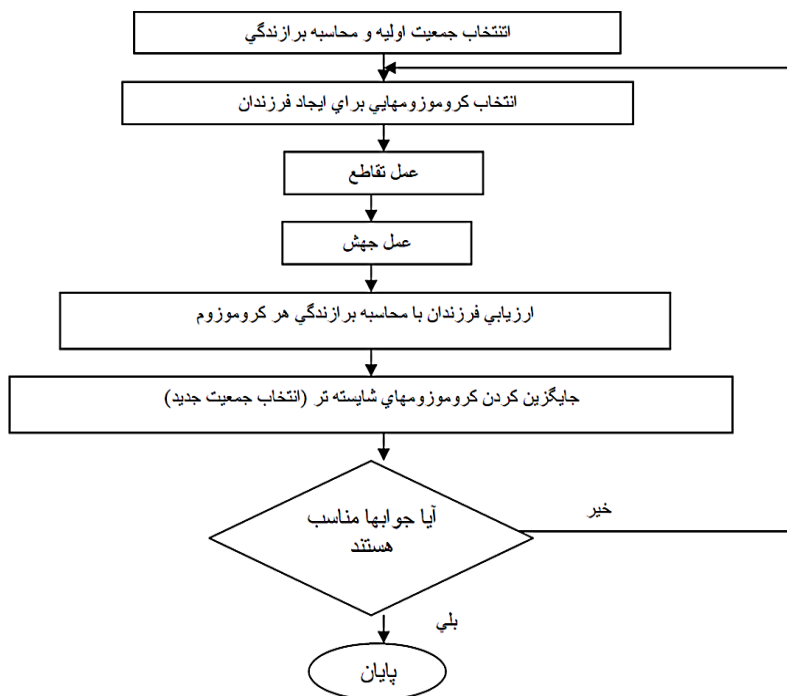 اتنتخاب جمعيت اوليه و محاسبه برازندگي
انتخاب كروموزومهايي براي ايجاد فرزندان
عمل تقاطع
عمل جهش
ارزيابي فرزندان با محاسبه برازندگي هر كروموزوم
جايگزين كردن كروموزومهاي شايسته تر (انتخاب جمعيت جديد)
آيا جوابها مناسب
هستند
خير
بلي
پايان